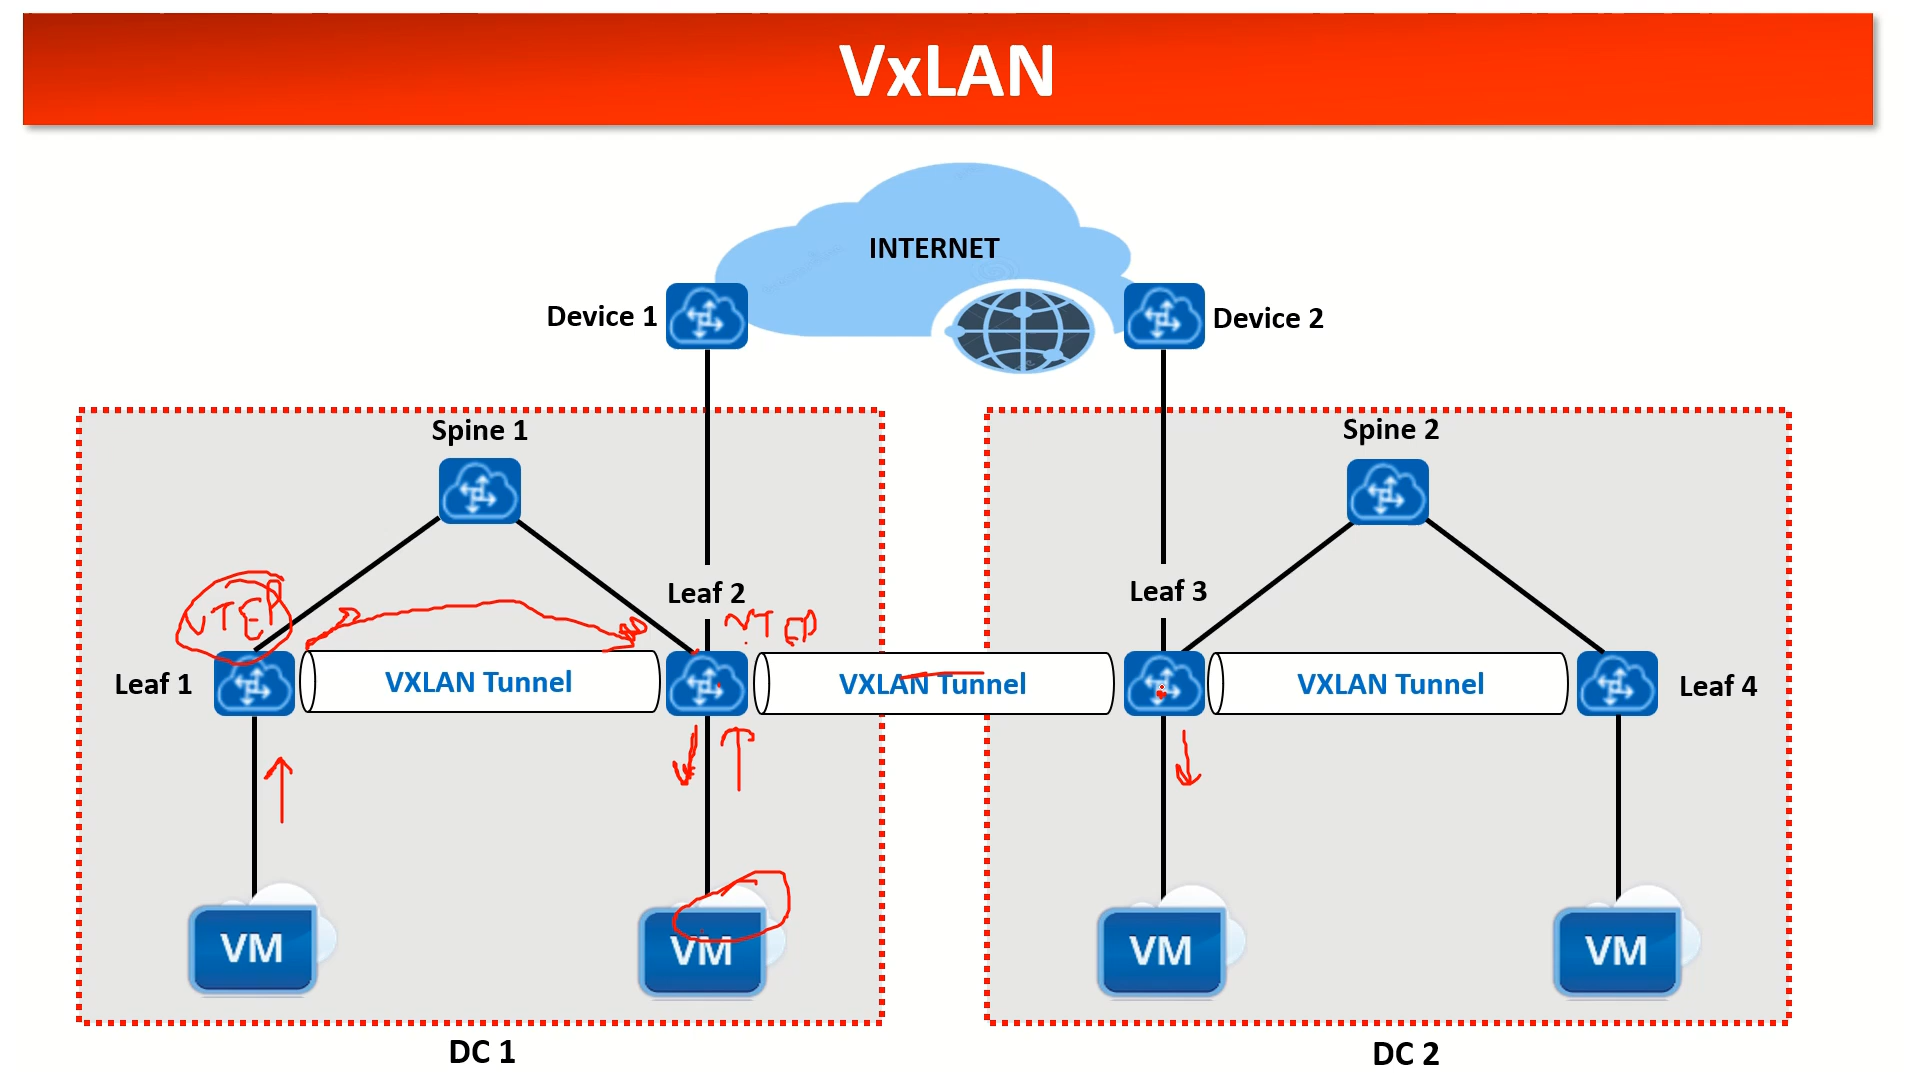 VxLAN
INTERNET
Device 1
Device 2
Spine 1
Spine 2
Leaf 2
Leaf 3
VTEP
VTEP
Leaf 1
VXLAN Tunnel
VXLAN Tunnel
VXLAN Tunnel
Leaf 4
VM
VM
VM
VM
DC 1
DC 2